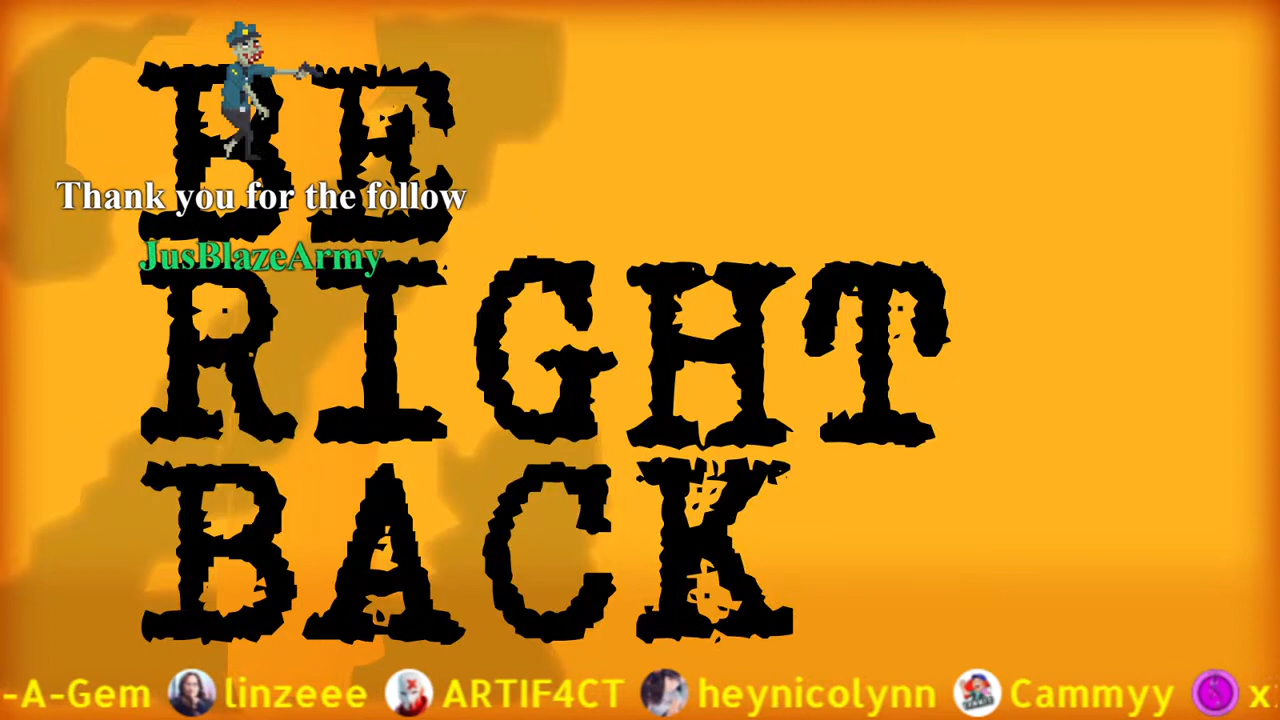 BE
Thank you for the follow
JusBlazeArmy
RIGHT
BACK
-A-Gem linzeee ARTIF4CT heynicolynn Cammyy x